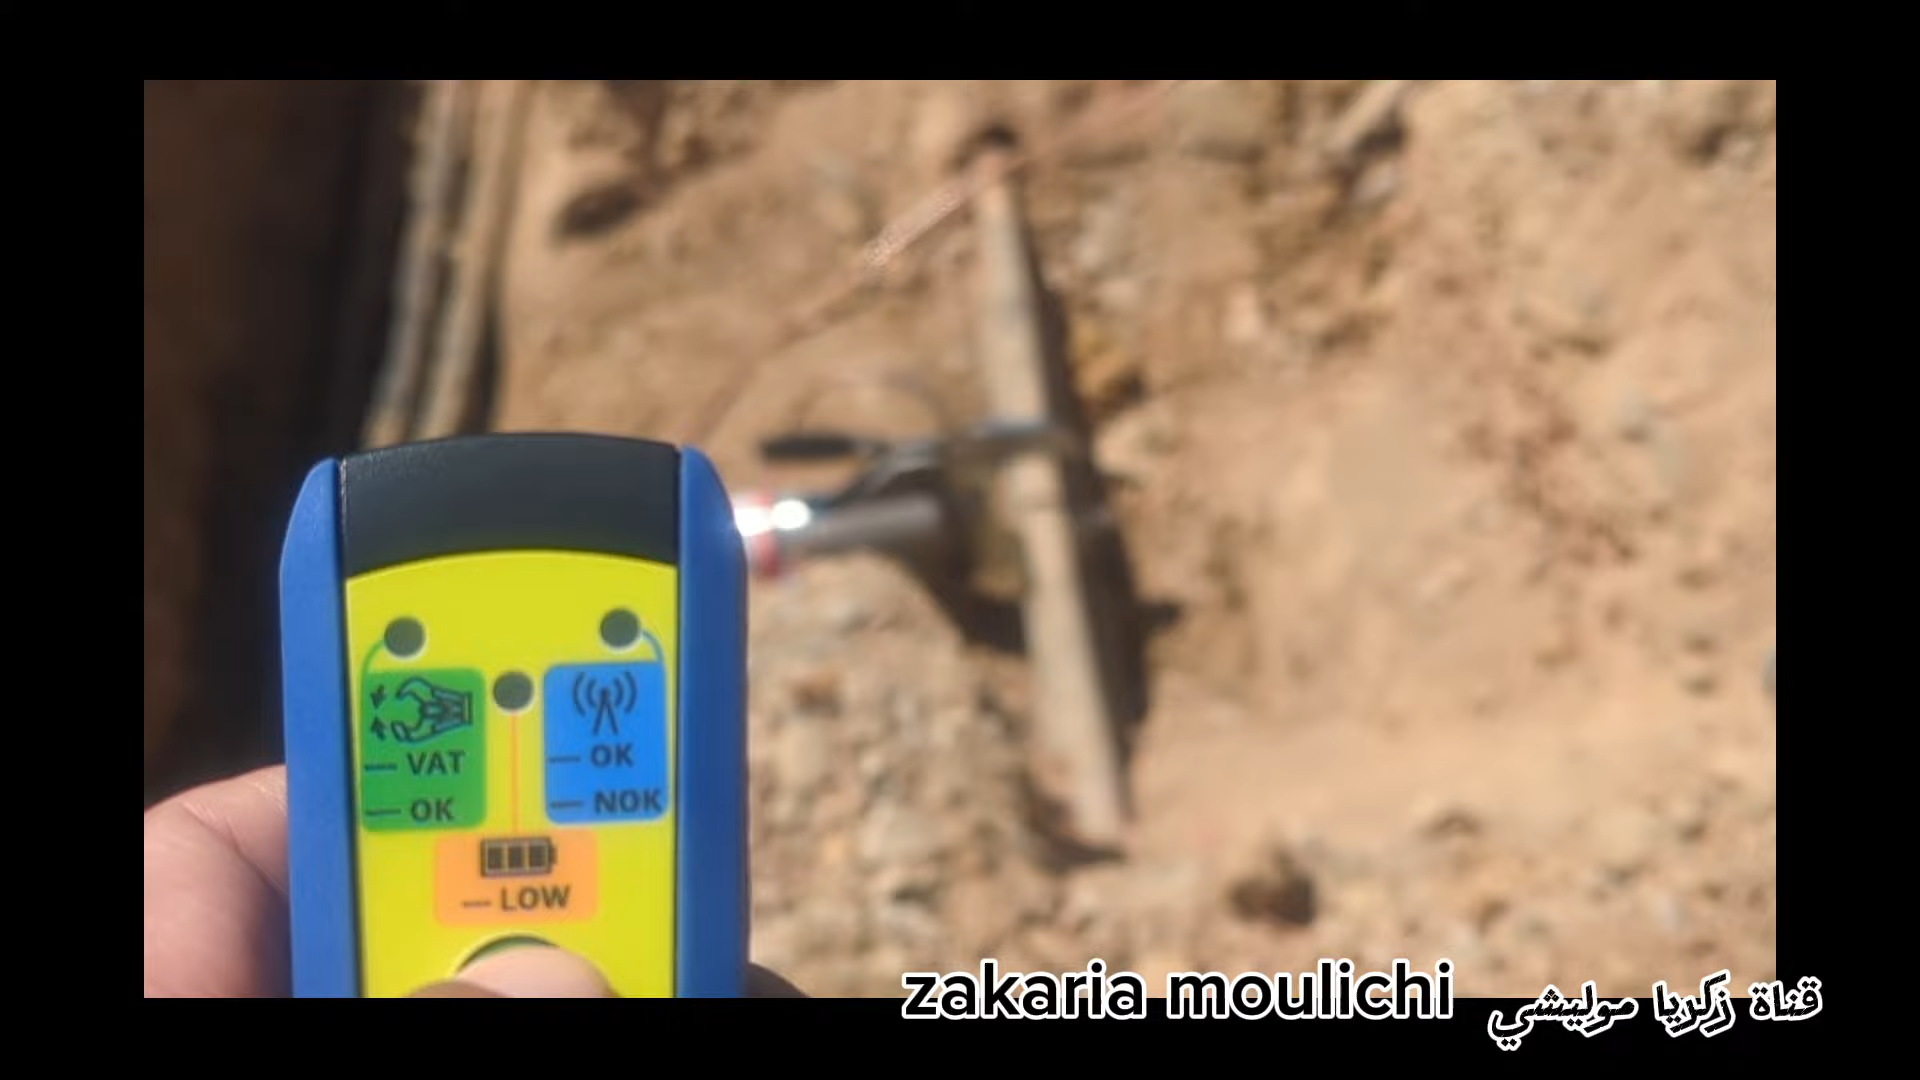 — VAT
— OK
— OK
— NOK
— LOW
zakaria moulichi
قناة زكريا موليشي